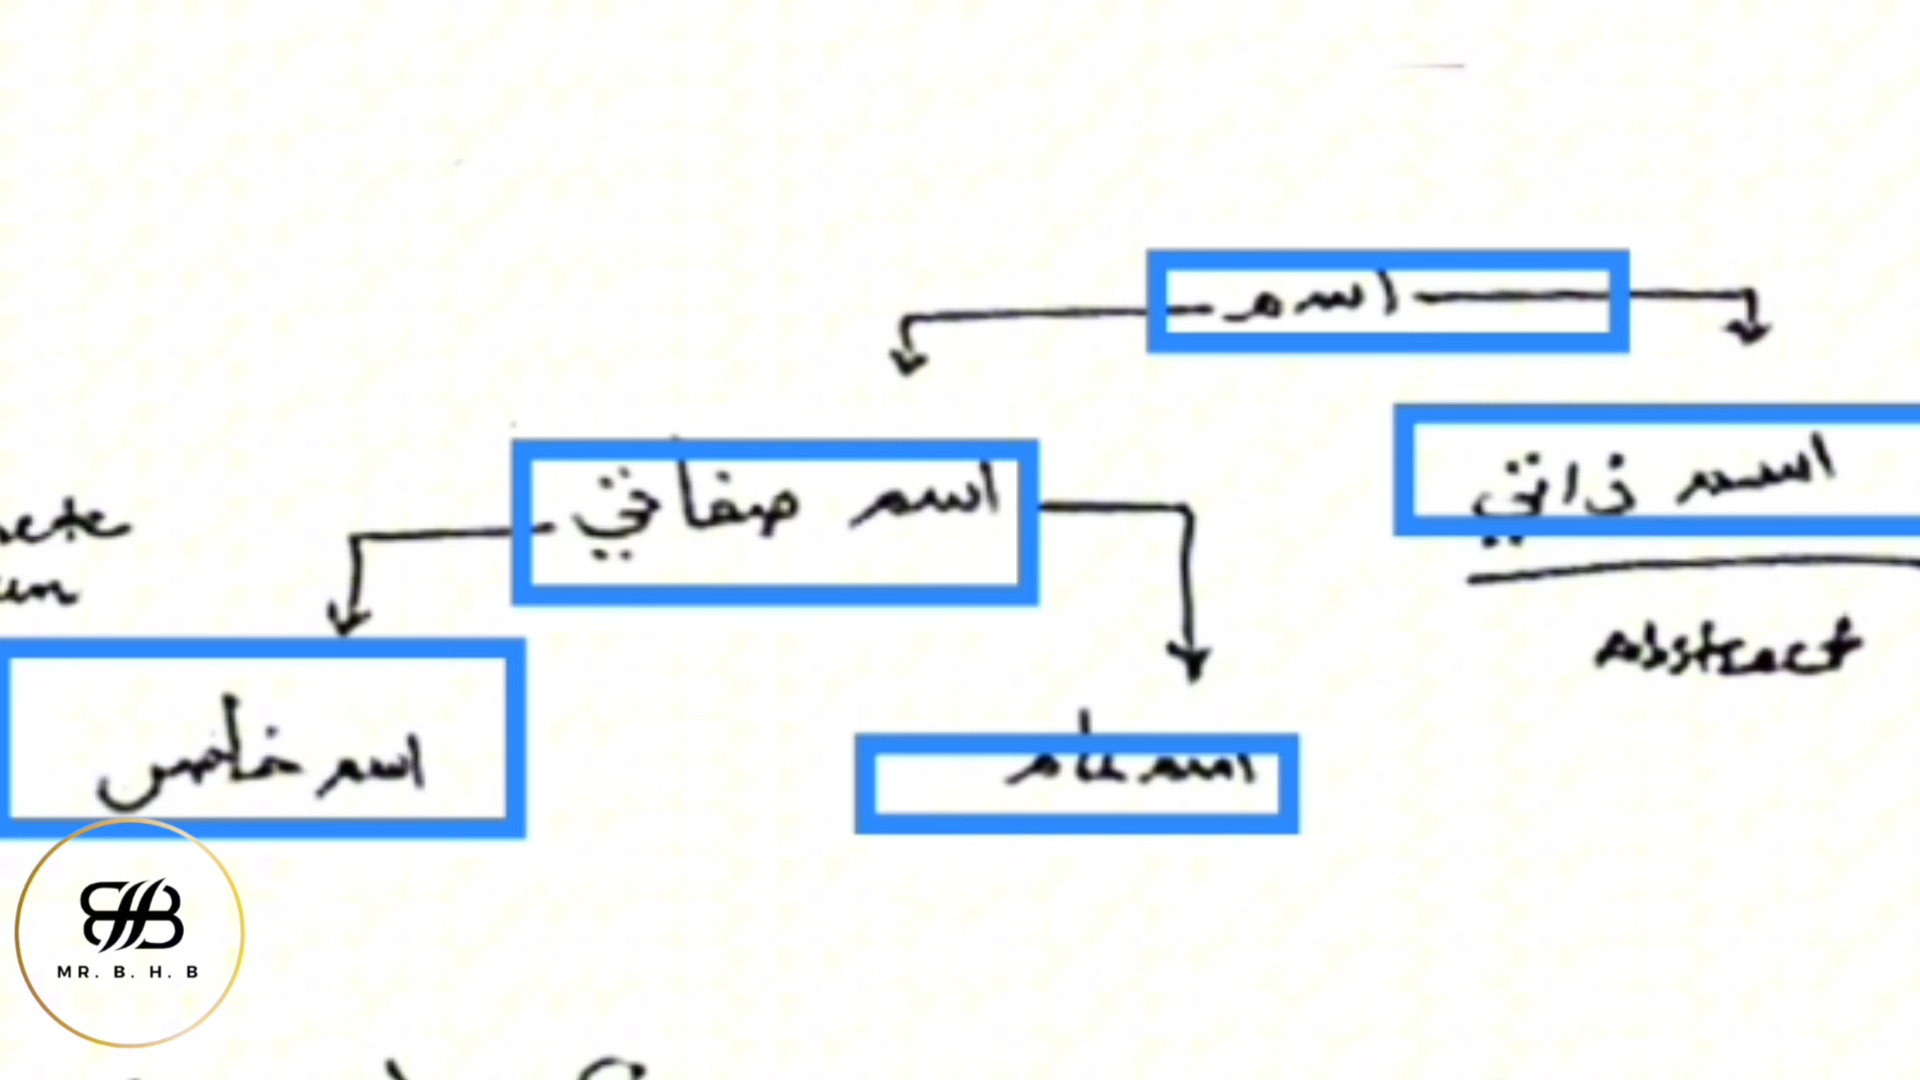 اسم
اسم ذاتي
اسم صفاتي
Abstract
اسم خاص
اسم عام
MR. B. H. B